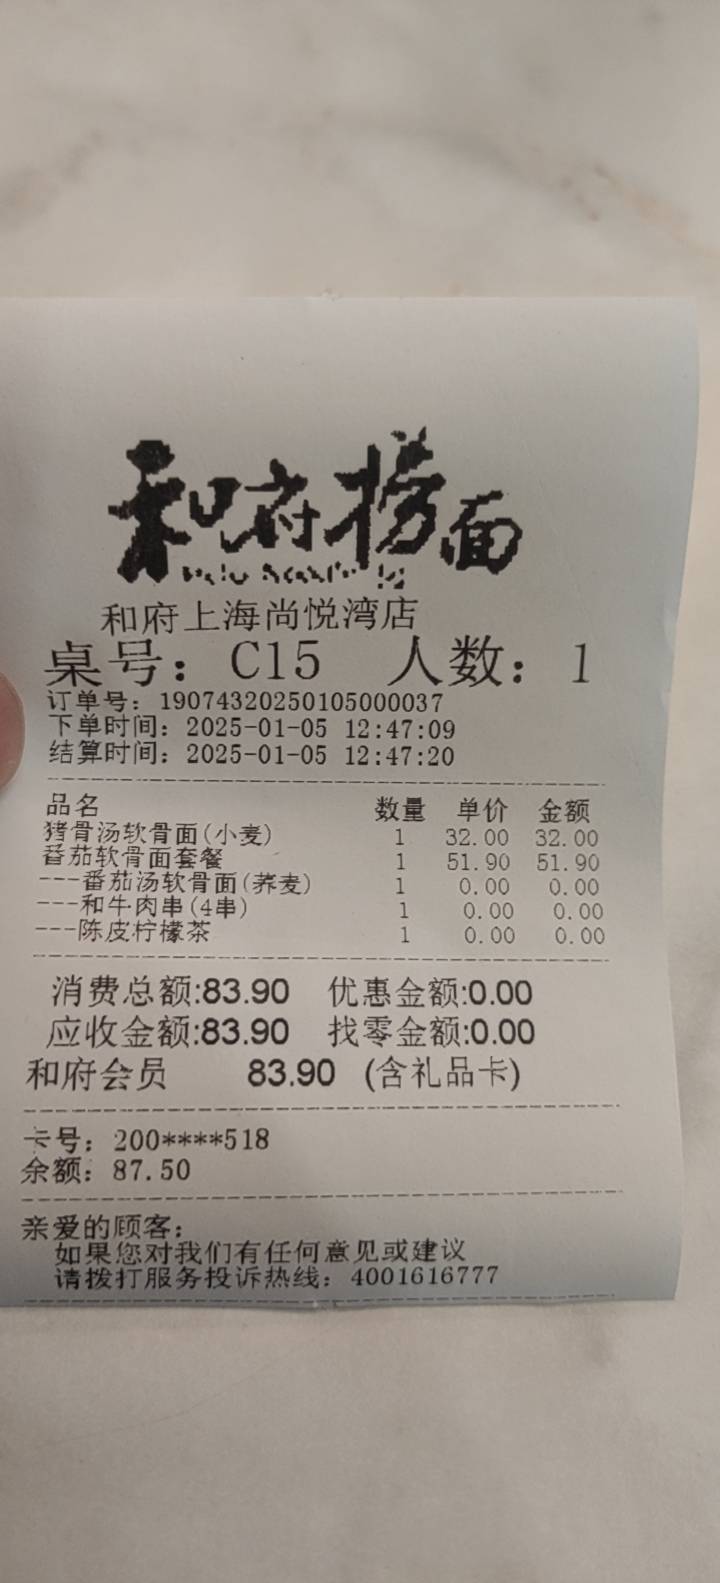 和府捞面
和府上海尚悦湾店
桌号：C15 人数：1
订单号：19074320250105000037
下单时间：2025-01-05 12:47:09
结算时间：2025-01-05 12:47:20
品名 数量 单价 金额
猪骨汤软骨面(小麦) 1 32.00 32.00
番茄软骨面套餐 1 51.90 51.90
---番茄汤软骨面(荞麦) 1 0.00 0.00
---和牛肉串(4串) 1 0.00 0.00
---陈皮柠檬茶 1 0.00 0.00
消费总额:83.90 优惠金额:0.00
应收金额:83.90 找零金额:0.00
和府会员 83.90 (含礼品卡)
卡号：200****518
余额：87.50
亲爱的顾客：
如果您对我们有任何意见或建议
请拨打服务投诉热线：4001616777